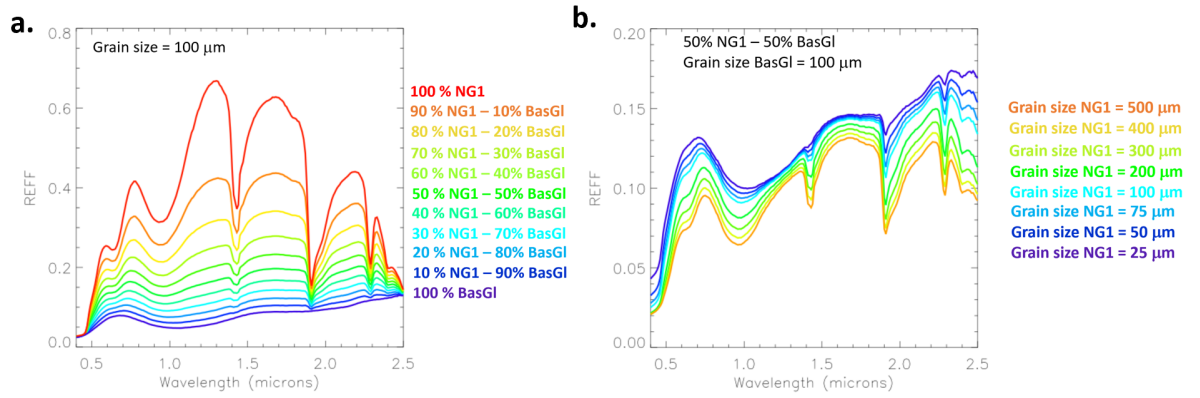 a.
Grain size = 100 μm
0.8
0.6
0.4
0.2
0.0
REFF
0.5 1.0 1.5 2.0 2.5
Wavelength (microns)
100 % NG1
90 % NG1 – 10% BasGl
80 % NG1 – 20% BasGl
70 % NG1 – 30% BasGl
60 % NG1 – 40% BasGl
50 % NG1 – 50% BasGl
40 % NG1 – 60% BasGl
30 % NG1 – 70% BasGl
20 % NG1 – 80% BasGl
10 % NG1 – 90% BasGl
100 % BasGl
b.
50% NG1 – 50% BasGl
Grain size BasGl = 100 μm
0.20
0.15
0.10
0.05
0.00
REFF
0.5 1.0 1.5 2.0 2.5
Wavelength (microns)
Grain size NG1 = 500 μm
Grain size NG1 = 400 μm
Grain size NG1 = 300 μm
Grain size NG1 = 200 μm
Grain size NG1 = 100 μm
Grain size NG1 = 75 μm
Grain size NG1 = 50 μm
Grain size NG1 = 25 μm